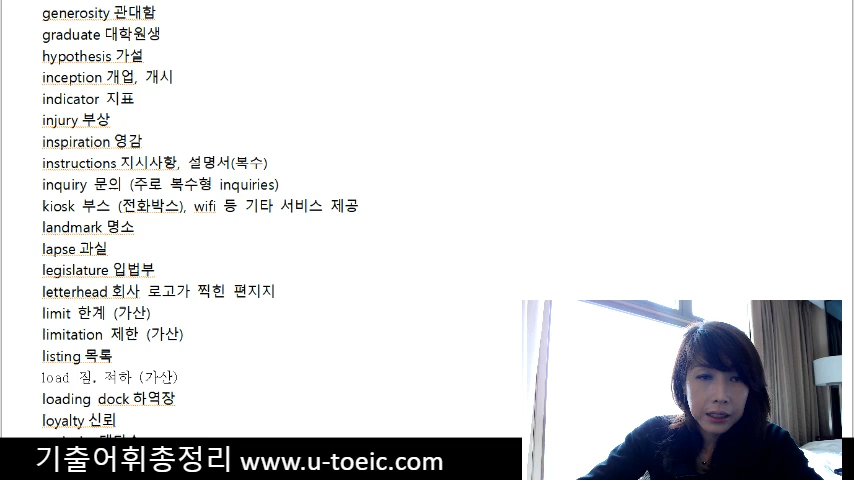 generosity 관대함
graduate 대학원생
hypothesis 가설
inception 개업, 개시
indicator 지표
injury 부상
inspiration 영감
instructions 지시사항, 설명서(복수)
inquiry 문의 (주로 복수형 inquiries)
kiosk 부스 (전화박스), wifi 등 기타 서비스 제공
landmark 명소
lapse 과실
legislature 입법부
letterhead 회사 로고가 찍힌 편지지
limit 한계 (가산)
limitation 제한 (가산)
listing 목록
load 짐, 적하 (가산)
loading dock 하역장
loyalty 신뢰
기출어휘총정리 www.u-toeic.com